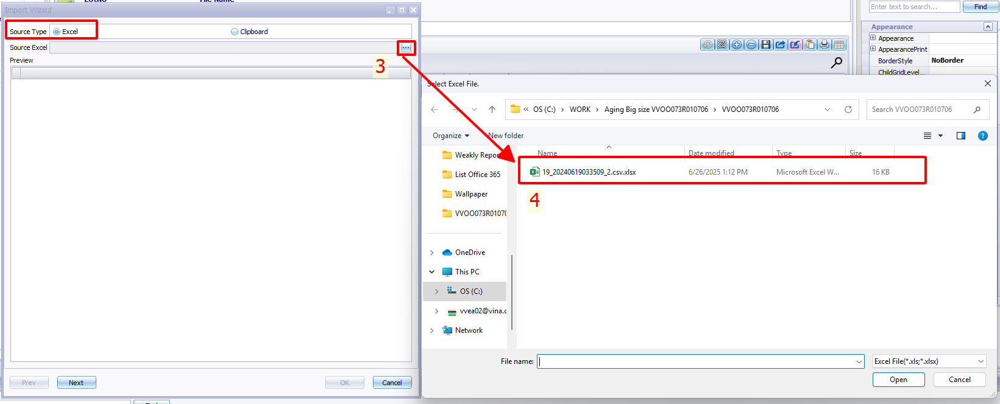 LotNo File Name
Import Wizard
Source Type Excel Clipboard
Source Excel ...
3
Preview
Prev Next OK Cancel
Enter text to search... Find
Appearance
Appearance
AppearancePrint
BorderStyle NoBorder
ChildGridLevel...
Select Excel File.
« OS (C:) › WORK › Aging Big size VVOO073R010706 › VVOO073R010706
Search VVOO073R010706
Organize New folder
Name Date modified Type Size
19_20240619033509_2.csv.xlsx 6/26/2025 1:12 PM Microsoft Excel W... 16 KB
4
Weakly Repor
List Office 365
Wallpaper
VVOO073R01070
OneDrive
This PC
OS (C:)
vvea02@vina.c
Network
File name: Excel File(*.xls;*.xlsx)
Open Cancel